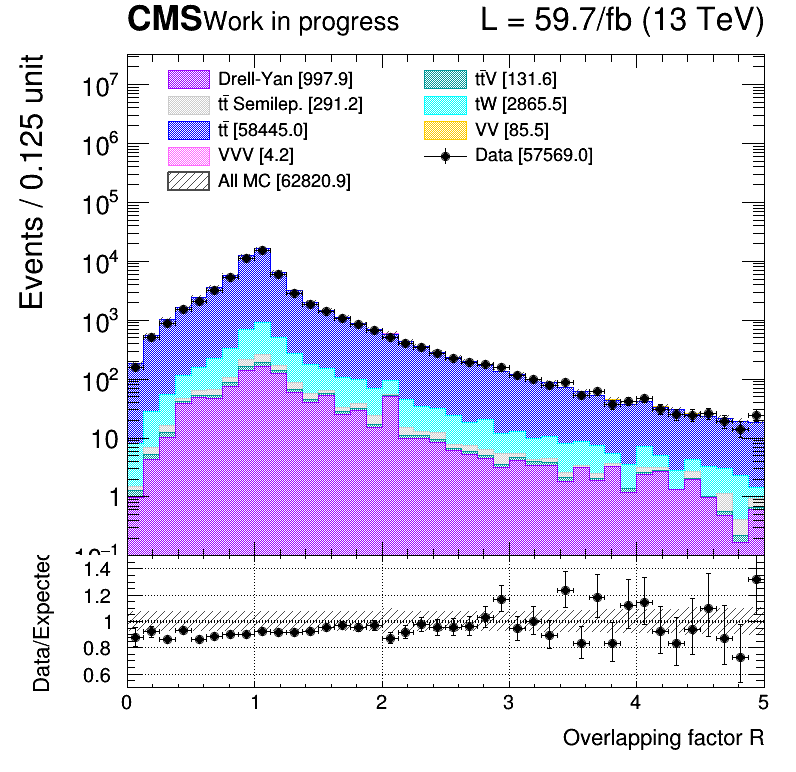 CMS Work in progress L = 59.7/fb (13 TeV)
Events / 0.125 unit
10⁷
10⁶
10⁵
10⁴
10³
10²
10
1
10⁻¹
Drell-Yan [997.9]
tt̄ Semilep. [291.2]
tt̄ [58445.0]
VVV [4.2]
All MC [62820.9]
tt̄V [131.6]
tW [2865.5]
VV [85.5]
Data [57569.0]
Data/Expected
1.4
1.2
1
0.8
0.6
0 1 2 3 4 5
Overlapping factor R